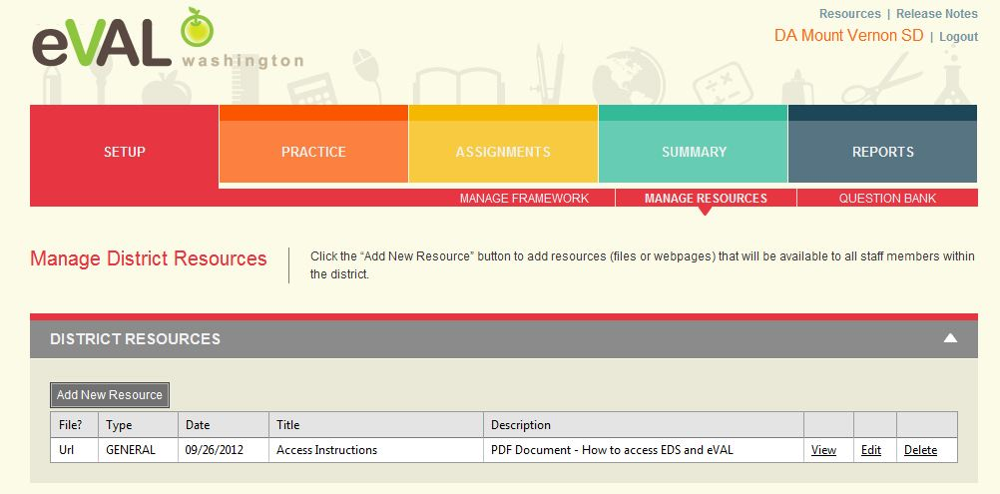 Resources | Release Notes
eVAL
washington
DA Mount Vernon SD | Logout
SETUP PRACTICE ASSIGNMENTS SUMMARY REPORTS
MANAGE FRAMEWORK MANAGE RESOURCES QUESTION BANK
Manage District Resources
Click the “Add New Resource” button to add resources (files or webpages) that will be available to all staff members within
the district.
DISTRICT RESOURCES
Add New Resource
File? Type Date Title Description
Url GENERAL 09/26/2012 Access Instructions PDF Document - How to access EDS and eVAL View Edit Delete